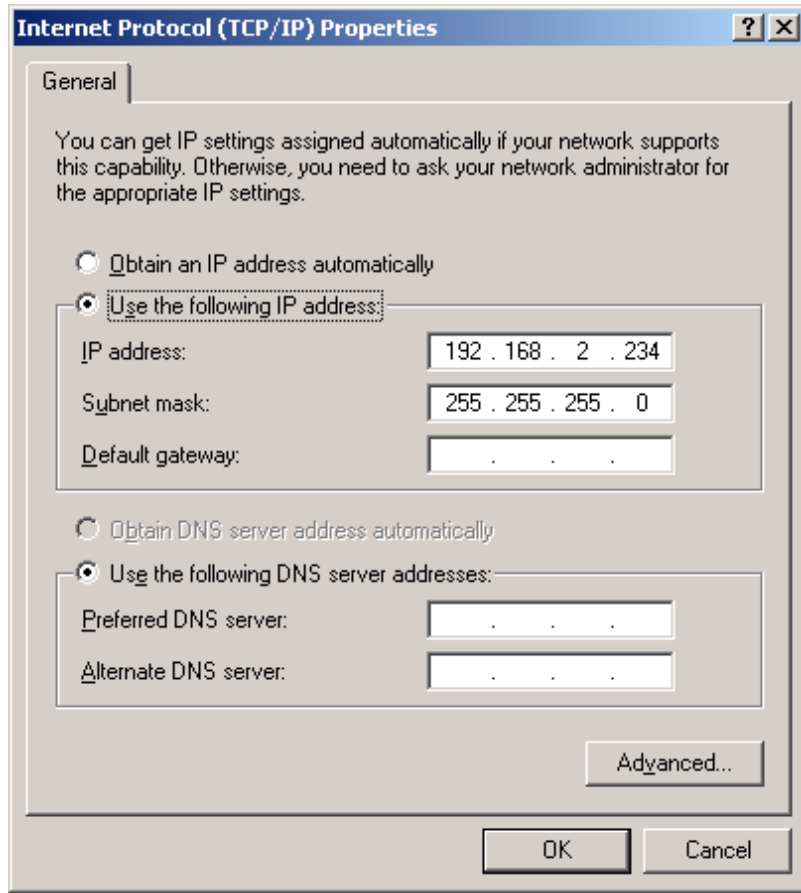 Internet Protocol (TCP/IP) Properties
General
You can get IP settings assigned automatically if your network supports
this capability. Otherwise, you need to ask your network administrator for
the appropriate IP settings.
Obtain an IP address automatically
Use the following IP address:
IP address: 192 . 168 . 2 . 234
Subnet mask: 255 . 255 . 255 . 0
Default gateway: . . .
Obtain DNS server address automatically
Use the following DNS server addresses:
Preferred DNS server: . . .
Alternate DNS server: . . .
Advanced...
OK Cancel